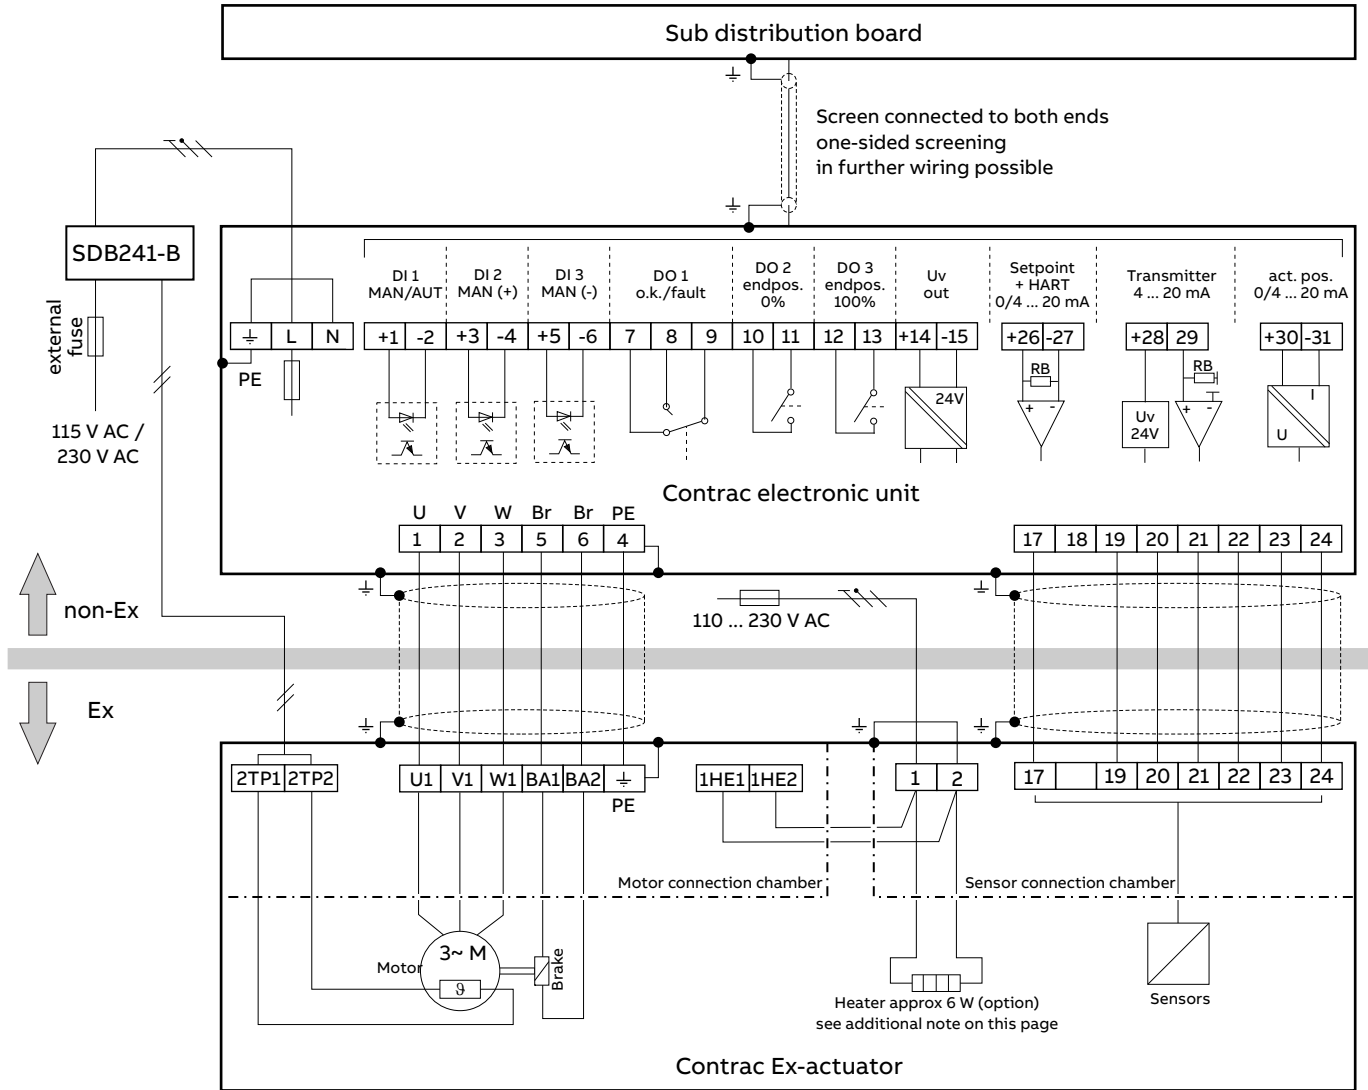 Sub distribution board
Screen connected to both ends
one-sided screening
in further wiring possible
SDB241-B
external
fuse
115 V AC /
230 V AC
DI 1
MAN/AUT
DI 2
MAN (+)
DI 3
MAN (-)
DO 1
o.k./fault
DO 2
endpos.
0%
DO 3
endpos.
100%
Uv
out
Setpoint
+ HART
0/4 ... 20 mA
Transmitter
4 ... 20 mA
act. pos.
0/4 ... 20 mA
L N +1 -2 +3 -4 +5 -6 7 8 9 10 11 12 13 +14 -15 +26 -27 +28 29 +30 -31
PE
RB
RB
24V
+ -
Uv
24V
+ -
I
U
Contrac electronic unit
U V W Br Br PE
1 2 3 5 6 4
17 18 19 20 21 22 23 24
non-Ex
110 ... 230 V AC
Ex
2TP1 2TP2
U1 V1 W1 BA1 BA2
PE
1HE1 1HE2
1 2
17 19 20 21 22 23 24
Motor connection chamber
Sensor connection chamber
3~ M
Motor
ϑ
Brake
Heater approx 6 W (option)
see additional note on this page
Sensors
Contrac Ex-actuator